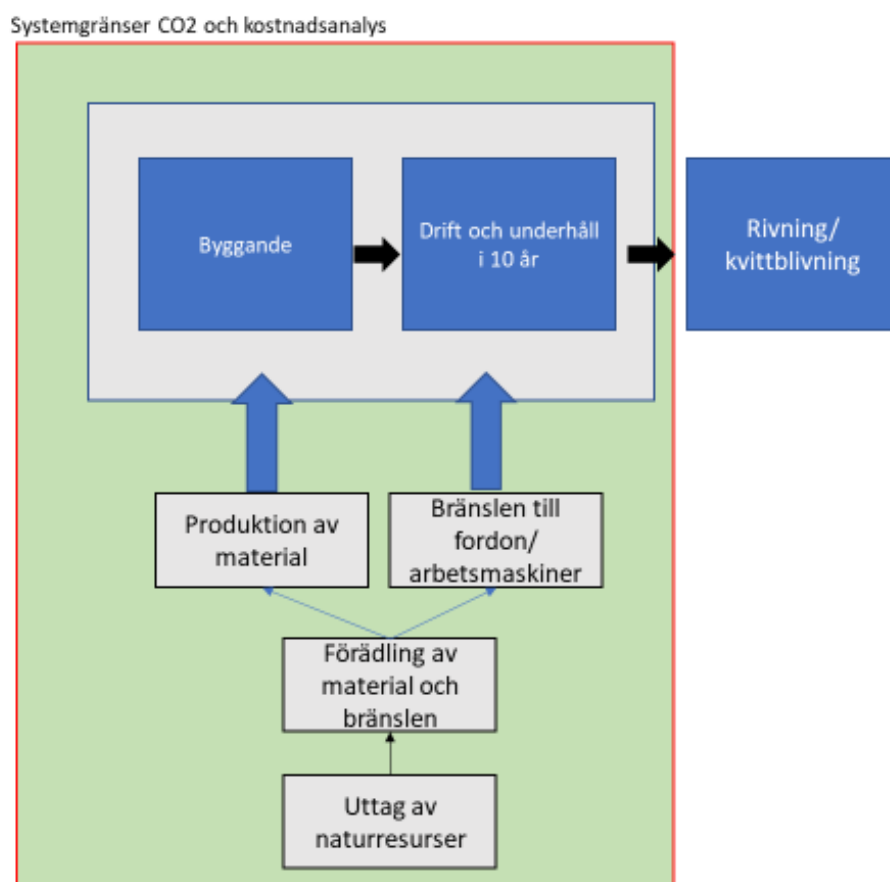 Systemgränser CO2 och kostnadsanalys
Byggande
Drift och underhåll
i 10 år
Rivning/
kvittblivning
Produktion av
material
Bränslen till
fordon/
arbetsmaskiner
Förädling av
material och
bränslen
Uttag av
naturresurser